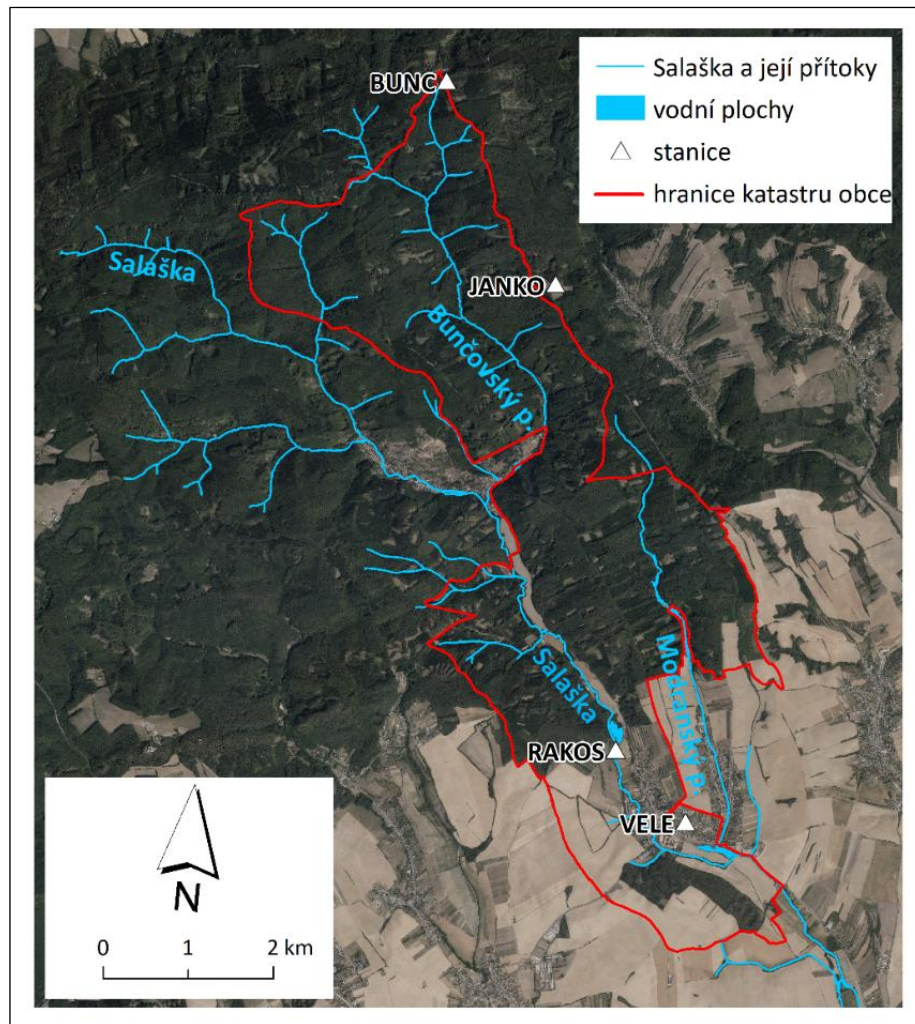 BUNC
Salaška a její přítoky
vodní plochy
stanice
hranice katastru obce
Salaška
JANKO
Bunčovský p.
Salaška
Modranský p.
RAKOS
VELE
N
0 1 2 km